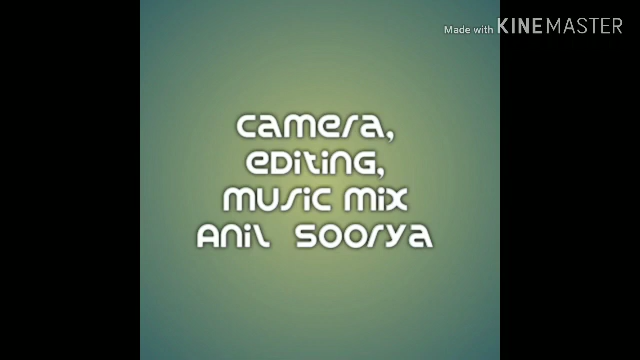 Made with KINEMASTER
camera,
editing,
music mix
Anil Soorya